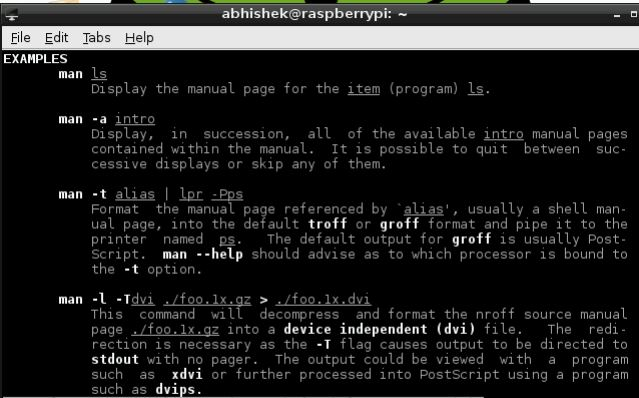 abhishek@raspberrypi: ~
File Edit Tabs Help
EXAMPLES
man ls
Display the manual page for the item (program) ls.
man -a intro
Display, in succession, all of the available intro manual pages
contained within the manual. It is possible to quit between suc-
cessive displays or skip any of them.
man -t alias | lpr -Pps
Format the manual page referenced by `alias', usually a shell man-
ual page, into the default troff or groff format and pipe it to the
printer named ps. The default output for groff is usually Post-
Script. man --help should advise as to which processor is bound to
the -t option.
man -l -Tdvi ./foo.1x.gz > ./foo.1x.dvi
This command will decompress and format the nroff source manual
page ./foo.1x.gz into a device independent (dvi) file. The redi-
rection is necessary as the -T flag causes output to be directed to
stdout with no pager. The output could be viewed with a program
such as xdvi or further processed into PostScript using a program
such as dvips.